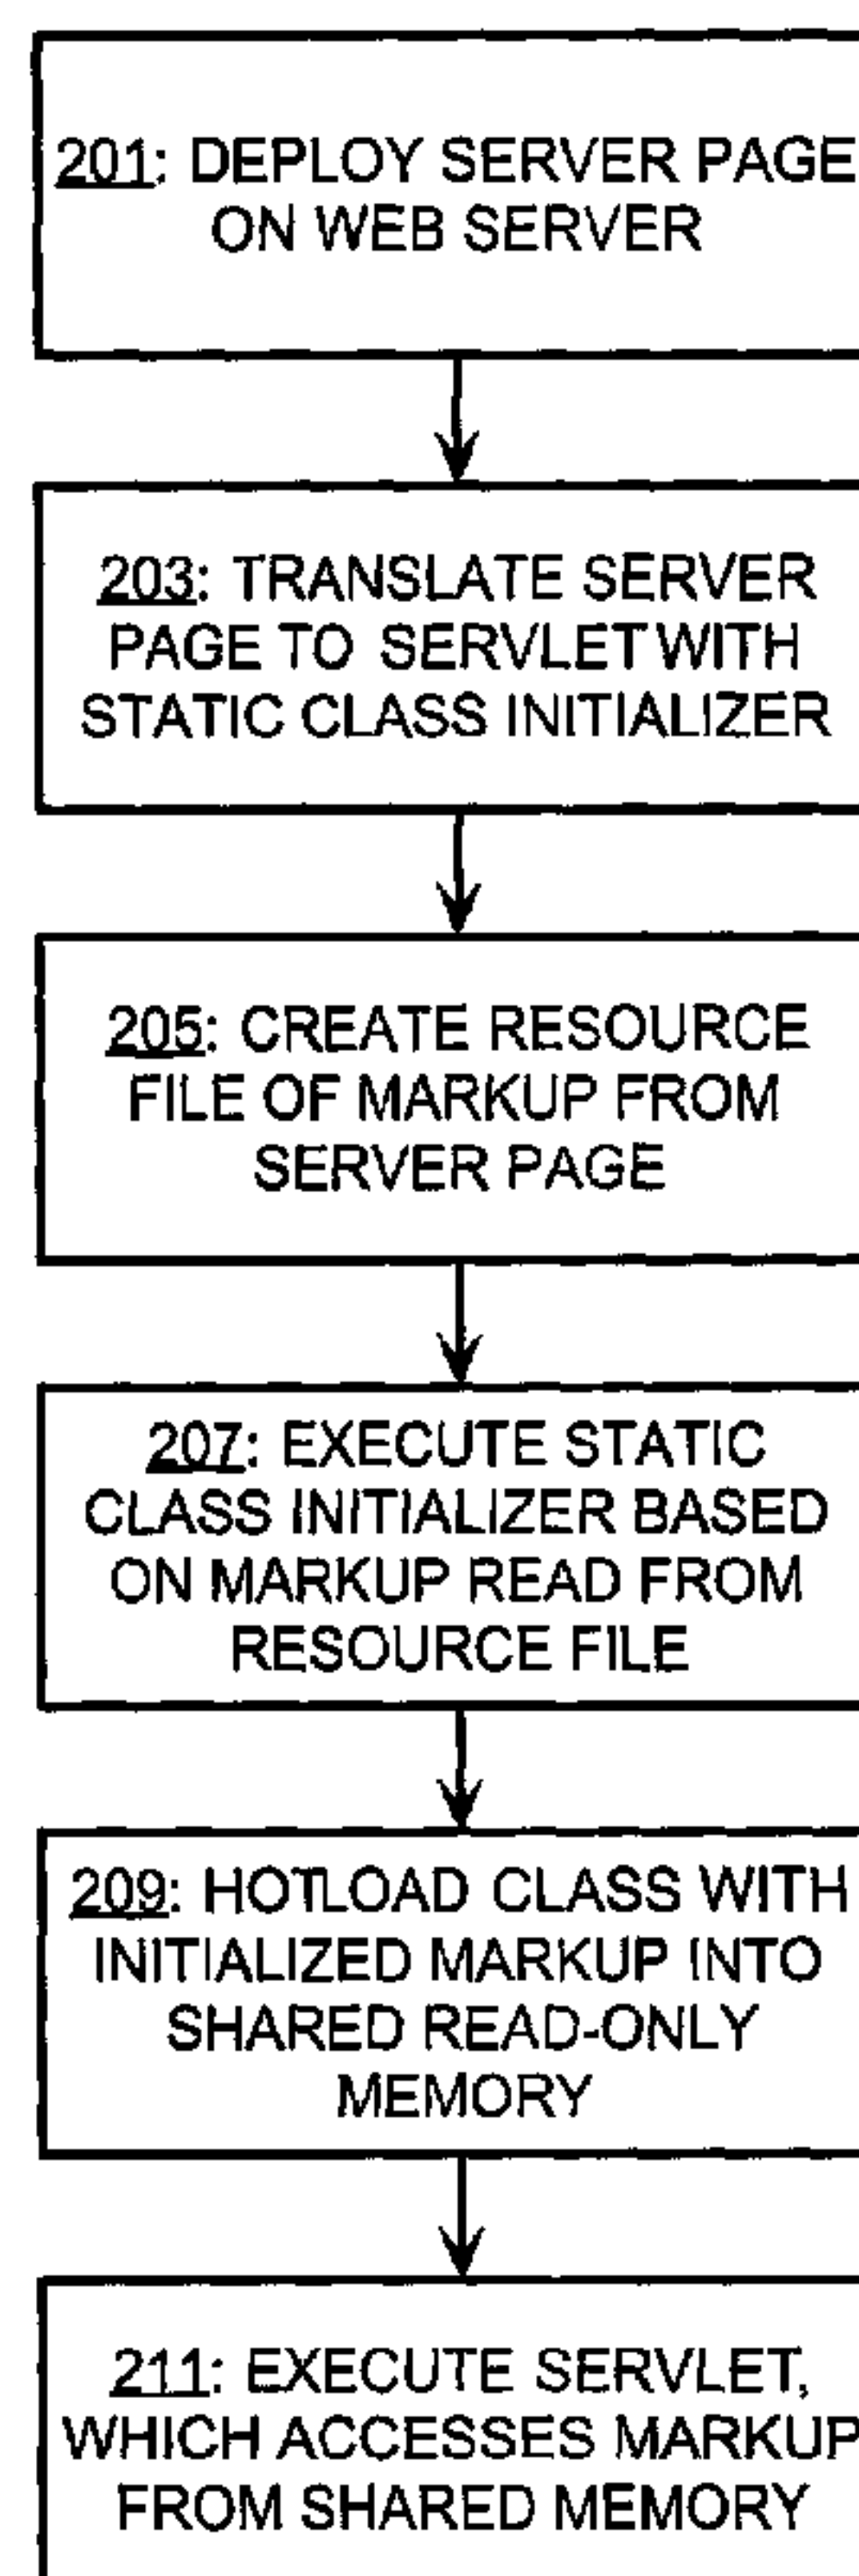 201: DEPLOY SERVER PAGE
ON WEB SERVER
203: TRANSLATE SERVER
PAGE TO SERVLET WITH
STATIC CLASS INITIALIZER
205: CREATE RESOURCE
FILE OF MARKUP FROM
SERVER PAGE
207: EXECUTE STATIC
CLASS INITIALIZER BASED
ON MARKUP READ FROM
RESOURCE FILE
209: HOTLOAD CLASS WITH
INITIALIZED MARKUP INTO
SHARED READ-ONLY
MEMORY
211: EXECUTE SERVLET,
WHICH ACCESSES MARKUP
FROM SHARED MEMORY